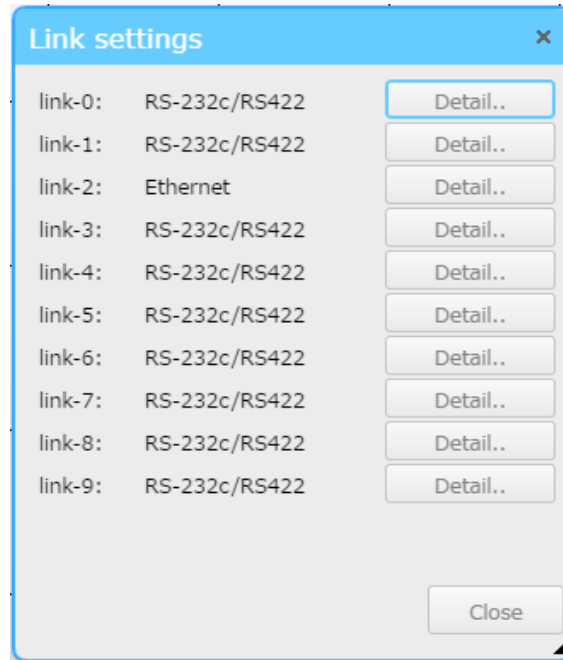 Link settings ×
link-0: RS-232c/RS422 Detail..
link-1: RS-232c/RS422 Detail..
link-2: Ethernet Detail..
link-3: RS-232c/RS422 Detail..
link-4: RS-232c/RS422 Detail..
link-5: RS-232c/RS422 Detail..
link-6: RS-232c/RS422 Detail..
link-7: RS-232c/RS422 Detail..
link-8: RS-232c/RS422 Detail..
link-9: RS-232c/RS422 Detail..
Close